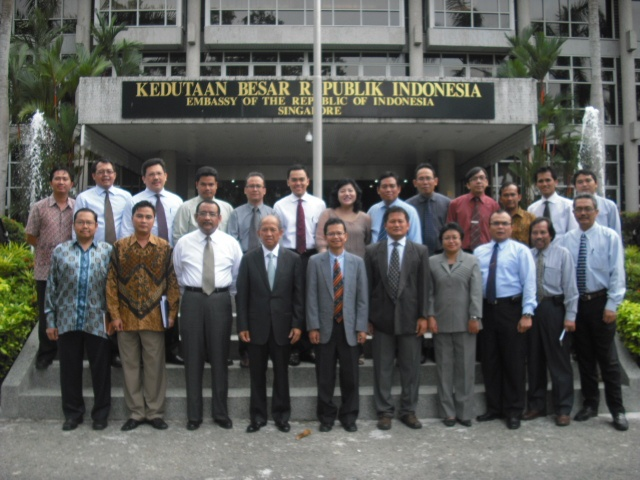 KEDUTAAN BESAR REPUBLIK INDONESIA
EMBASSY OF THE REPUBLIC OF INDONESIA
SINGAPORE